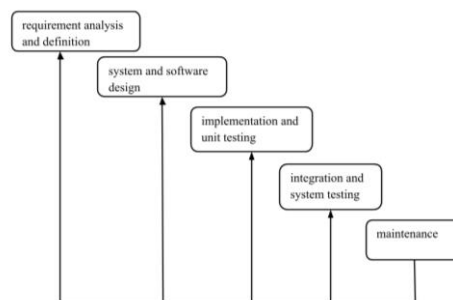 requirement analysis
and definition
system and software
design
implementation and
unit testing
integration and
system testing
maintenance